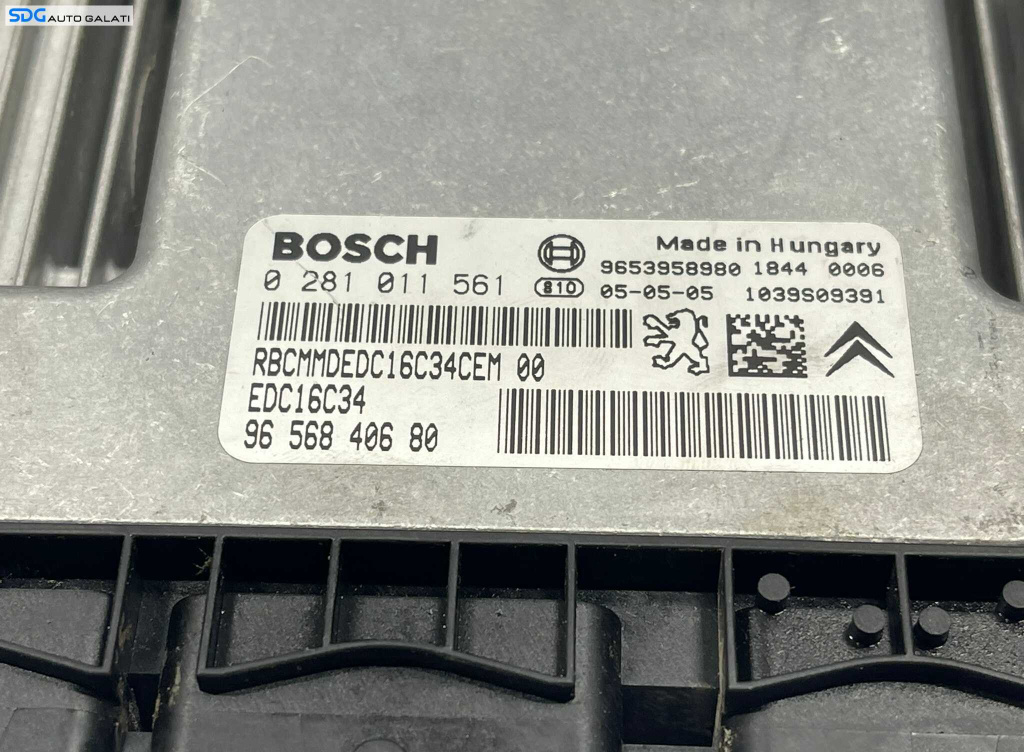 SDG AUTO GALATI
BOSCH
0 281 011 561
Made in Hungary
9653958980 1844 0006
810 05-05-05 1039S09391
RBCMMDEDC16C34CEM 00
EDC16C34
96 568 406 80